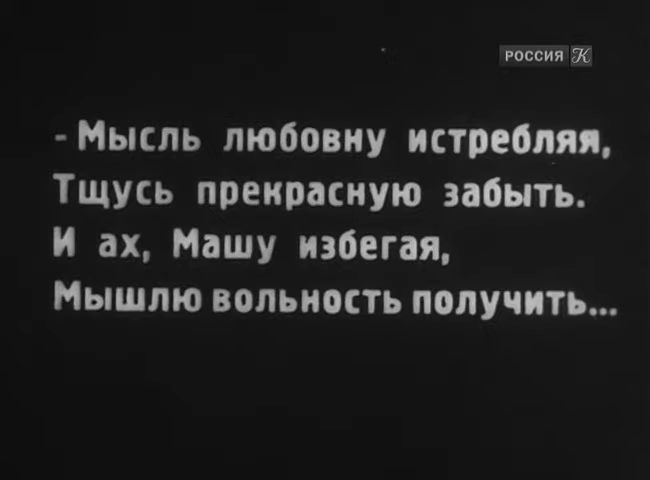 РОССИЯ К
- Мысль любовну истребляя,
Тщусь прекрасную забыть.
И ах, Машу избегая,
Мышлю вольность получить...